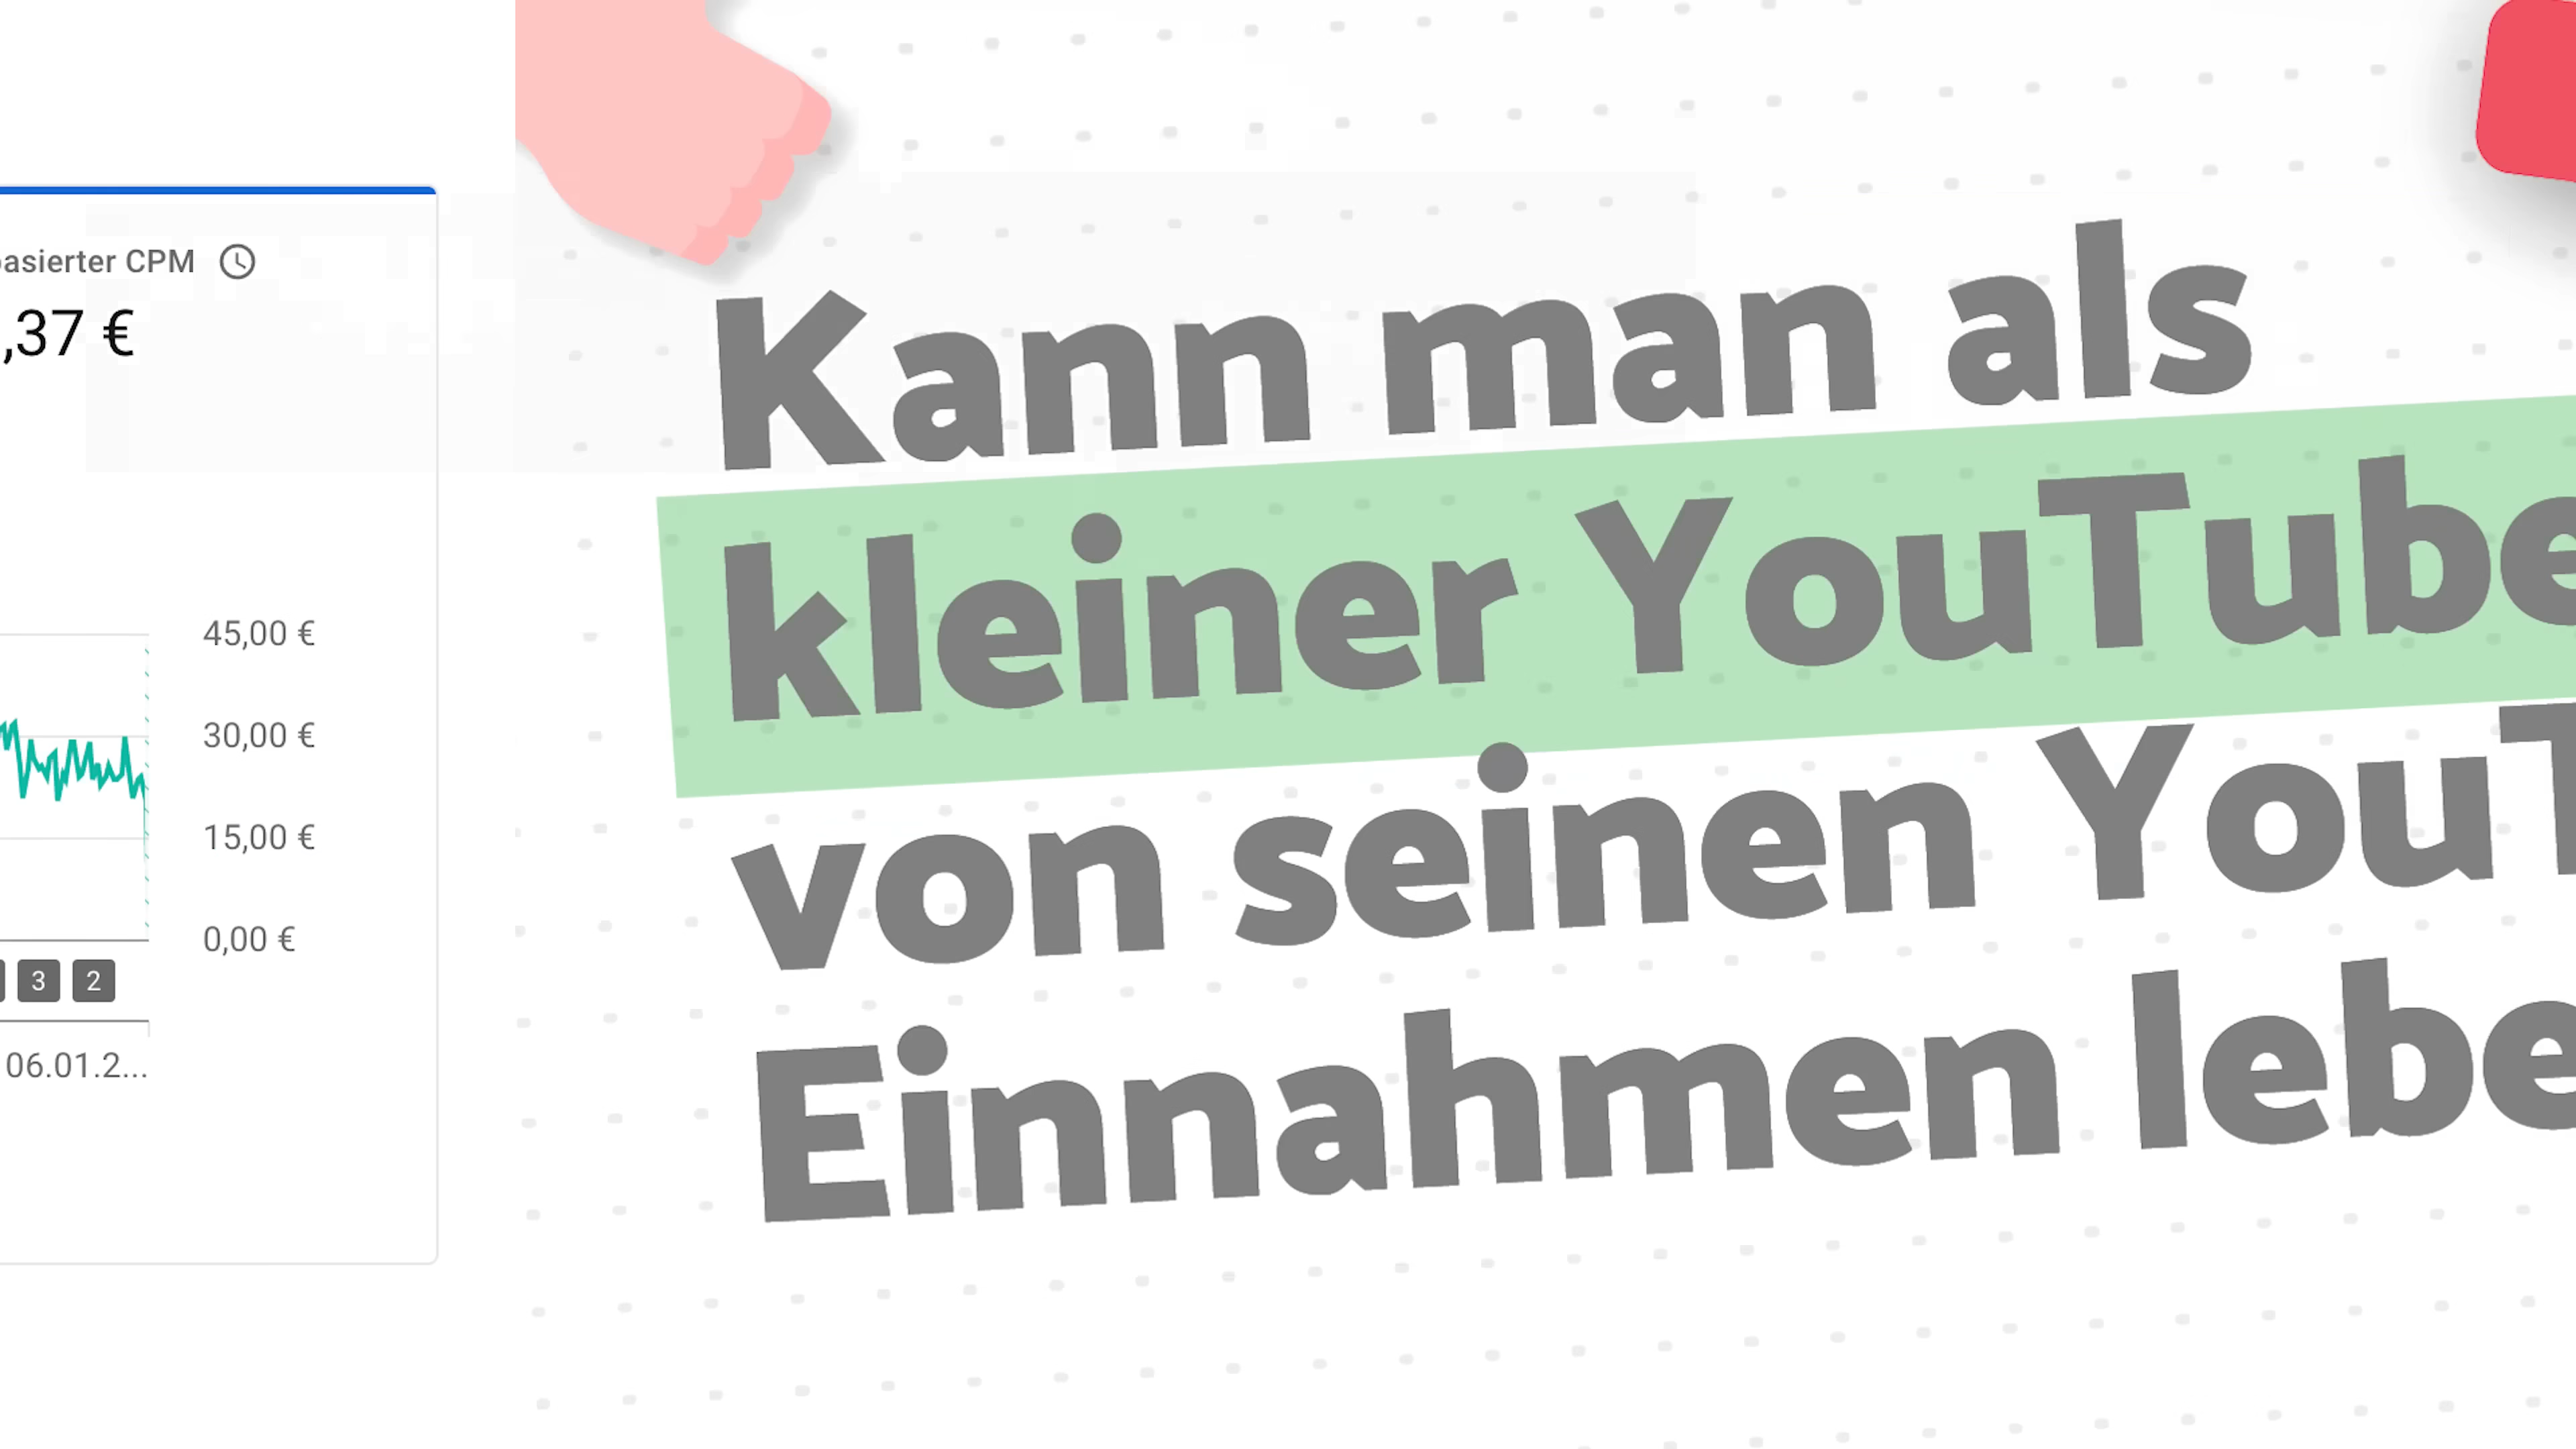 basierter CPM
,37 €
45,00 €
30,00 €
15,00 €
0,00 €
3 2
06.01.2...
Kann man als
kleiner YouTube
von seinen YouT
Einnahmen lebe